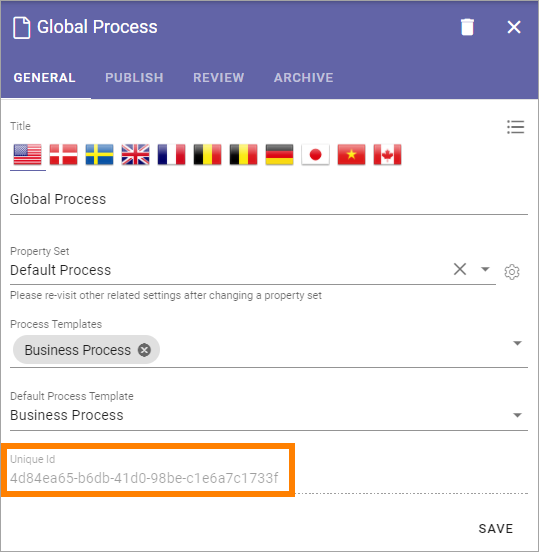 Global Process
GENERAL PUBLISH REVIEW ARCHIVE
Title
Global Process
Property Set
Default Process
Please re-visit other related settings after changing a property set
Process Templates
Business Process
Default Process Template
Business Process
Unique Id
4d84ea65-b6db-41d0-98be-c1e6a7c1733f
SAVE